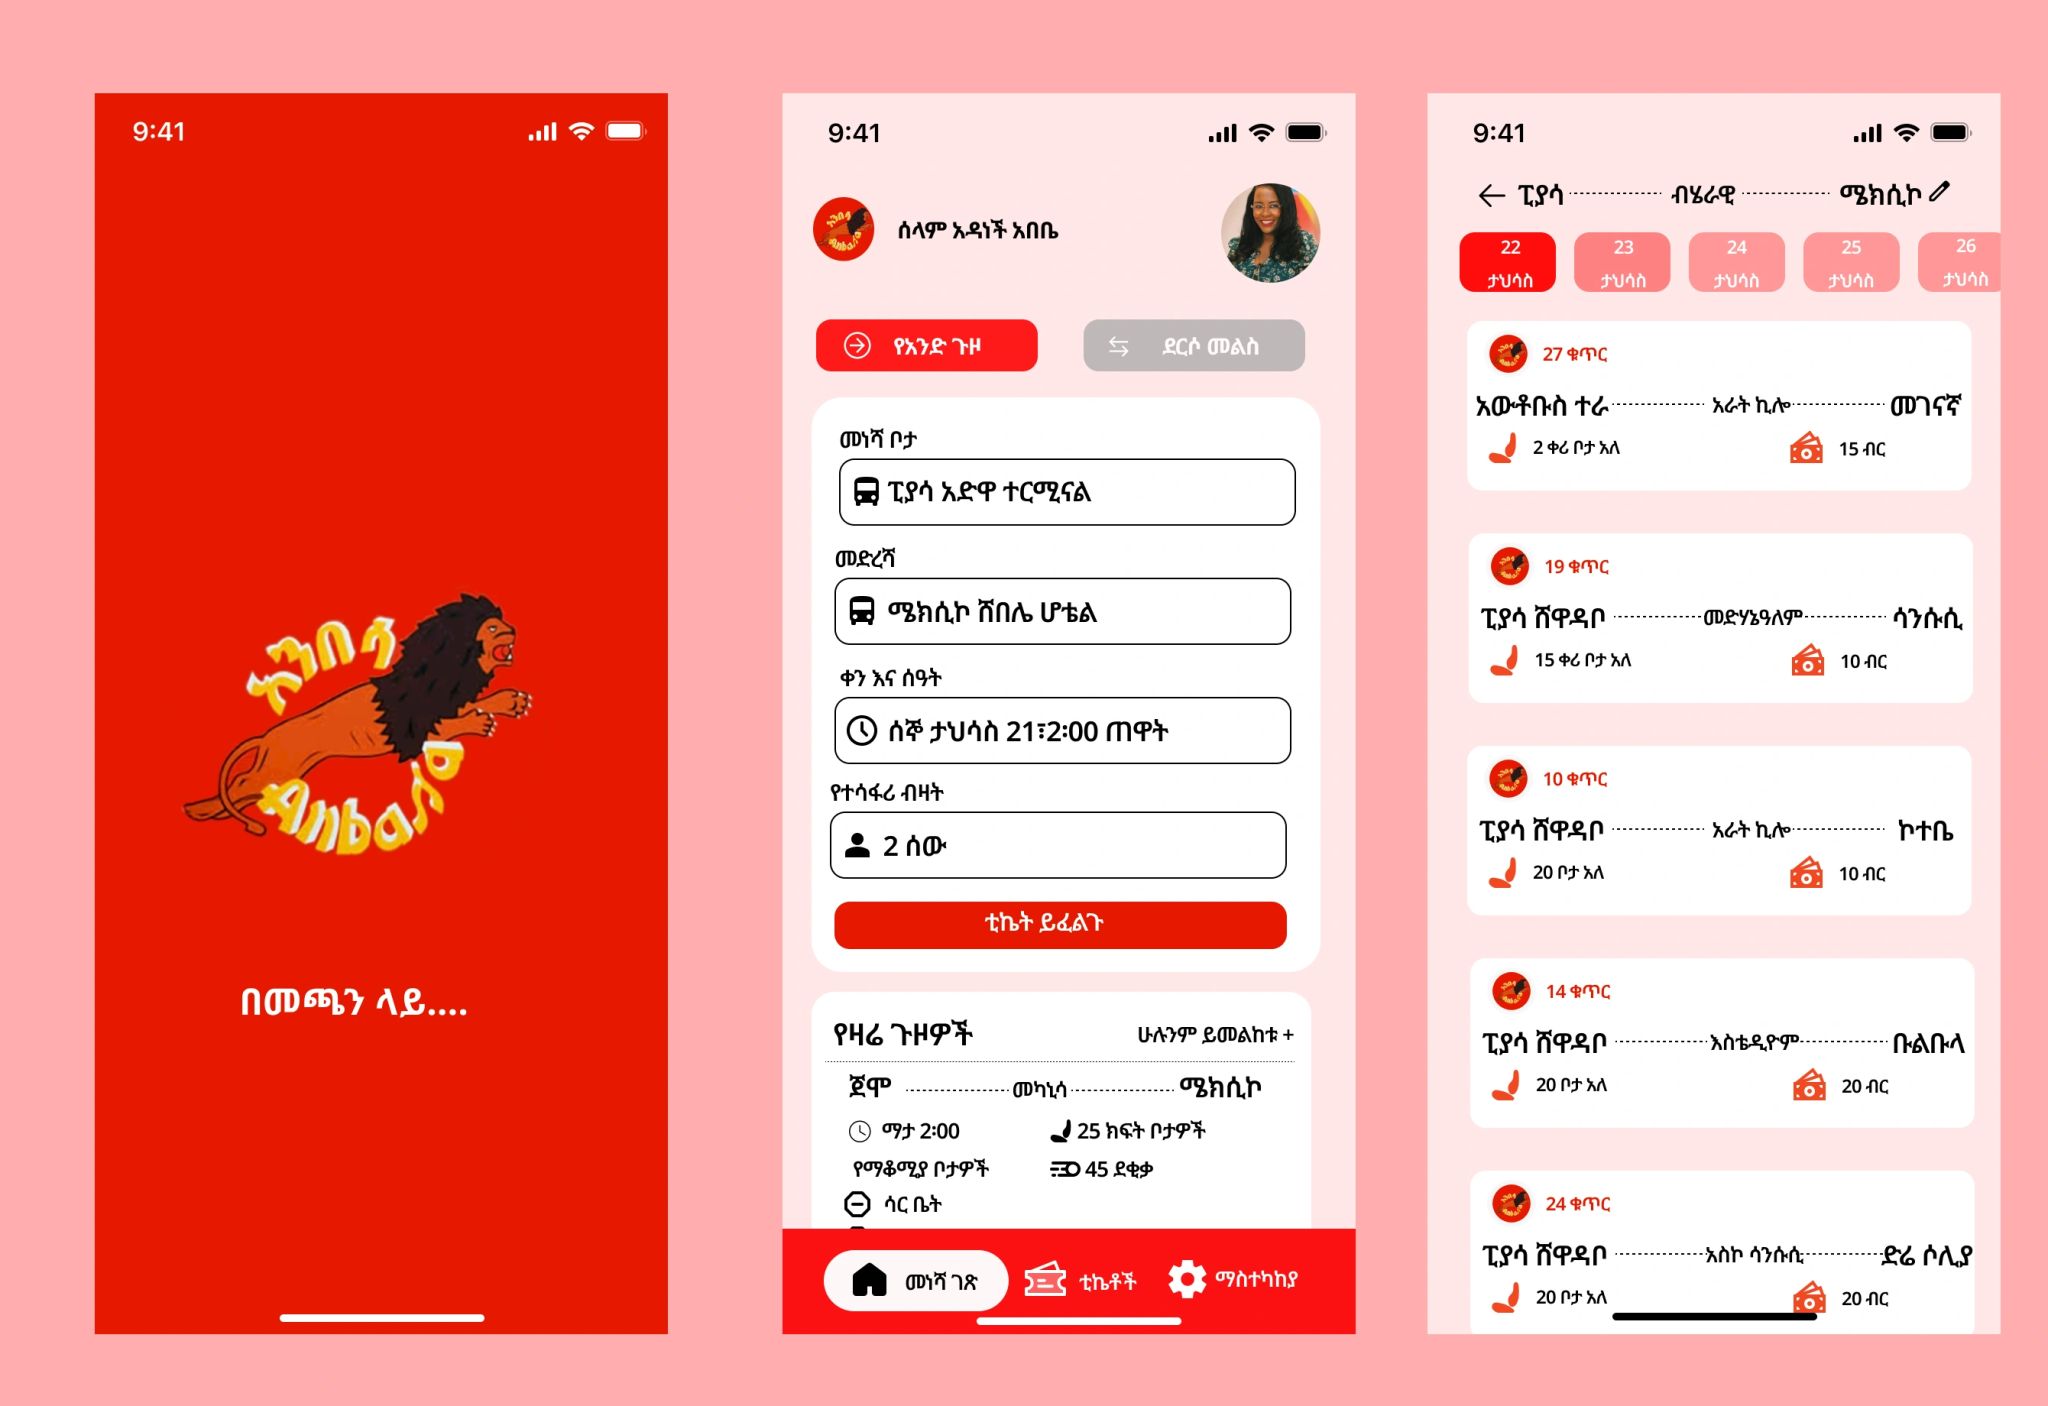 9:41
አንበሳ
Anbassa
በመጫን ላይ....
9:41
ሰላም አዳነች አበቤ
የአንድ ጉዞ
ደርሶ መልስ
መነሻ ቦታ
ፒያሳ አድዋ ተርሚናል
መድረሻ
ሜክሲኮ ሸበሌ ሆቴል
ቀን እና ሰዓት
ሰኞ ታህሳስ 21፣2:00 ጠዋት
የተሳፋሪ ብዛት
2 ሰው
ቲኬት ይፈልጉ
የዛሬ ጉዞዎች ሁሉንም ይመልከቱ +
ጀሞ መካኒሳ ሜክሲኮ
ማታ 2:00 25 ክፍት ቦታዎች
የማቆሚያ ቦታዎች 45 ደቂቃ
ሳር ቤት
መነሻ ገጽ ቲኬቶች ማስተካከያ
9:41
ፒያሳ ብሄራዊ ሜክሲኮ
22 23 24 25 26
ታህሳስ ታህሳስ ታህሳስ ታህሳስ ታህሳስ
27 ቁጥር
አውቶቡስ ተራ አራት ኪሎ መገናኛ
2 ቀሪ ቦታ አለ 15 ብር
19 ቁጥር
ፒያሳ ሸዋዳቦ መድሃኔዓለም ሳንሱሲ
15 ቀሪ ቦታ አለ 10 ብር
10 ቁጥር
ፒያሳ ሸዋዳቦ አራት ኪሎ ኮተቤ
20 ቦታ አለ 10 ብር
14 ቁጥር
ፒያሳ ሸዋዳቦ እስቴዲዮም ቡልቡላ
20 ቦታ አለ 20 ብር
24 ቁጥር
ፒያሳ ሸዋዳቦ አስኮ ሳንሱሲ ድሬ ሶሊያ
20 ቦታ አለ 20 ብር